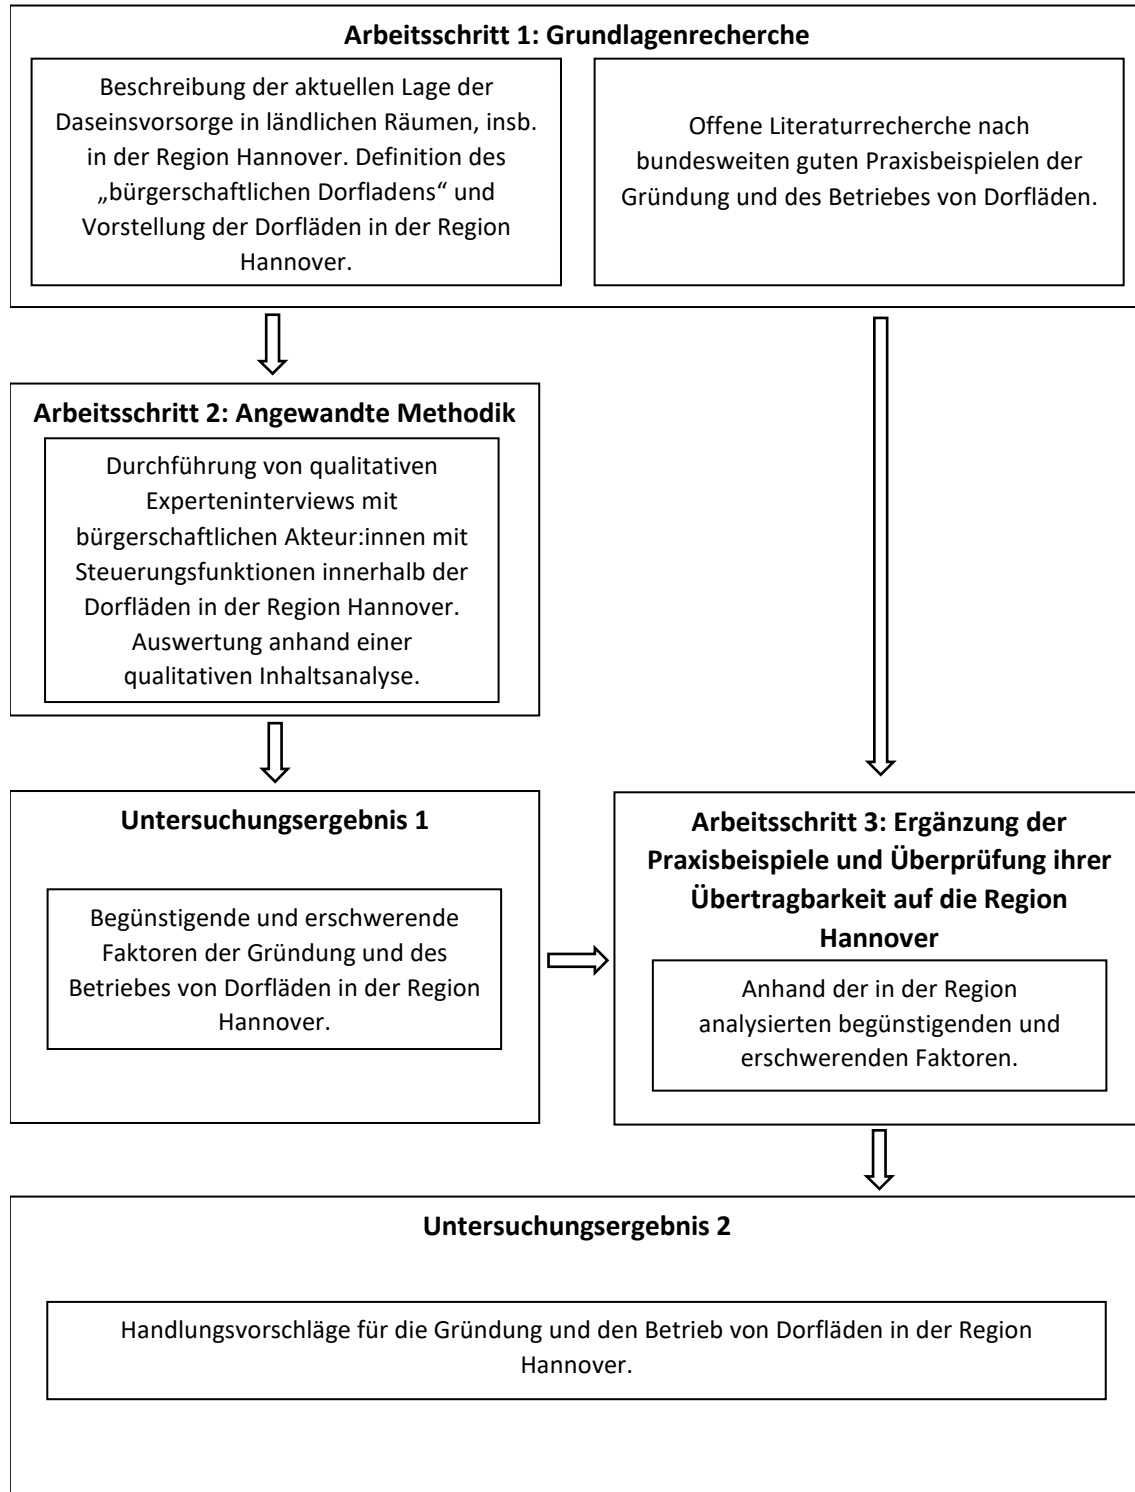 Arbeitsschritt 1: Grundlagenrecherche
Beschreibung der aktuellen Lage der
Daseinsvorsorge in ländlichen Räumen, insb.
in der Region Hannover. Definition des
„bürgerschaftlichen Dorfladens“ und
Vorstellung der Dorfläden in der Region
Hannover.
Offene Literaturrecherche nach
bundesweiten guten Praxisbeispielen der
Gründung und des Betriebes von Dorfläden.
Arbeitsschritt 2: Angewandte Methodik
Durchführung von qualitativen
Experteninterviews mit
bürgerschaftlichen Akteur:innen mit
Steuerungsfunktionen innerhalb der
Dorfläden in der Region Hannover.
Auswertung anhand einer
qualitativen Inhaltsanalyse.
Untersuchungsergebnis 1
Begünstigende und erschwerende
Faktoren der Gründung und des
Betriebes von Dorfläden in der Region
Hannover.
Arbeitsschritt 3: Ergänzung der
Praxisbeispiele und Überprüfung ihrer
Übertragbarkeit auf die Region
Hannover
Anhand der in der Region
analysierten begünstigenden und
erschwerenden Faktoren.
Untersuchungsergebnis 2
Handlungsvorschläge für die Gründung und den Betrieb von Dorfläden in der Region
Hannover.